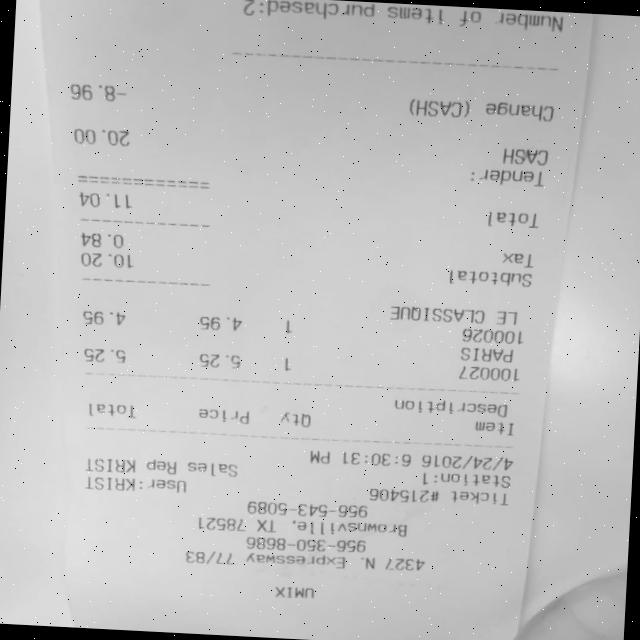 UMIX
4327 N. Expressway 77/83
956-350-8686
Brownsville, TX 78521
956-543-5089
Ticket #215406 User:KRIST
Station:1 Sales Rep KRIST
4/24/2016 6:30:31 PM
Item
Description Qty Price Total
100027 1 5.25 5.25
PARIS
100026 1 4.95 4.95
LE CLASSIQUE
Subtotal 10.20
Tax 0.84
Total 11.04
Tender:
CASH 20.00
Change (CASH) -8.96
Number of items purchased:2